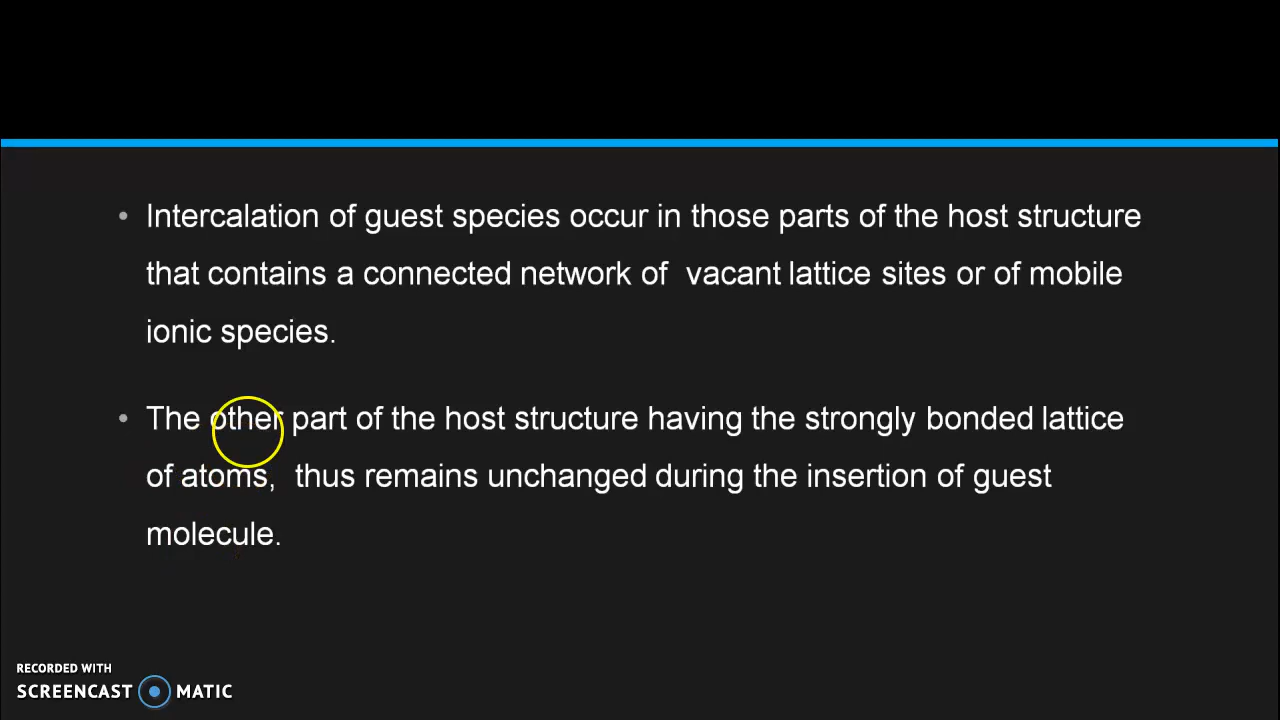 • Intercalation of guest species occur in those parts of the host structure
that contains a connected network of  vacant lattice sites or of mobile
ionic species.
• The other part of the host structure having the strongly bonded lattice
of atoms,  thus remains unchanged during the insertion of guest
molecule.
RECORDED WITH
SCREENCAST MATIC